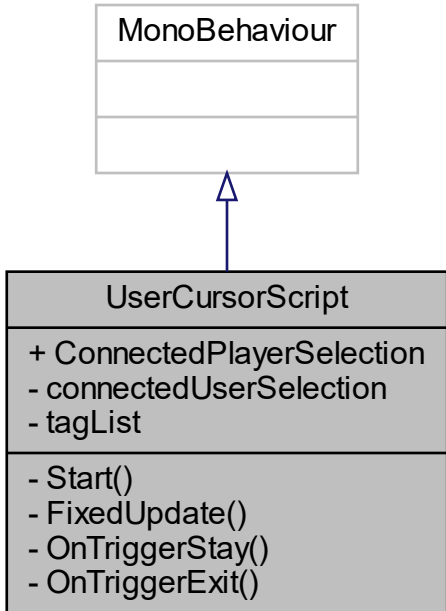 MonoBehaviour
UserCursorScript
+ ConnectedPlayerSelection
- connectedUserSelection
- tagList
- Start()
- FixedUpdate()
- OnTriggerStay()
- OnTriggerExit()